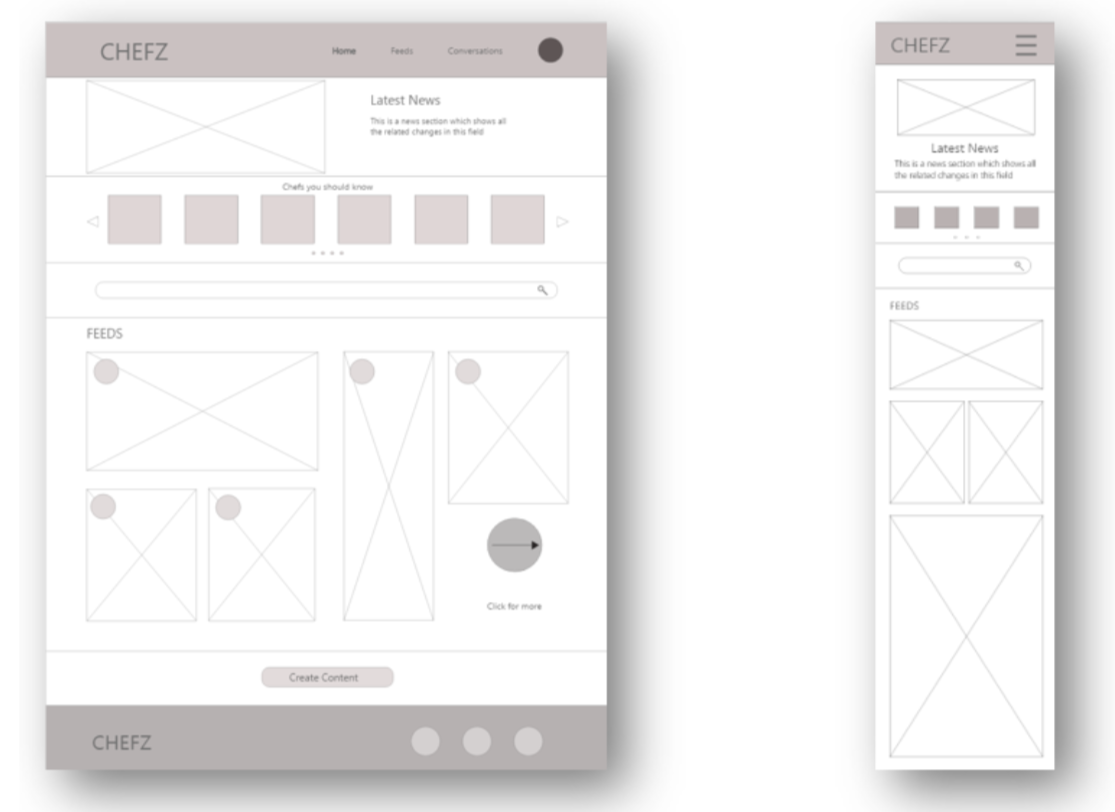 CHEFZ
Home Feeds Conversations
Latest News
This is a news section which shows all
the related changes in this field
Chefs you should know
FEEDS
Click for more
Create Content
CHEFZ
CHEFZ
Latest News
This is a news section which shows all
the related changes in this field
FEEDS